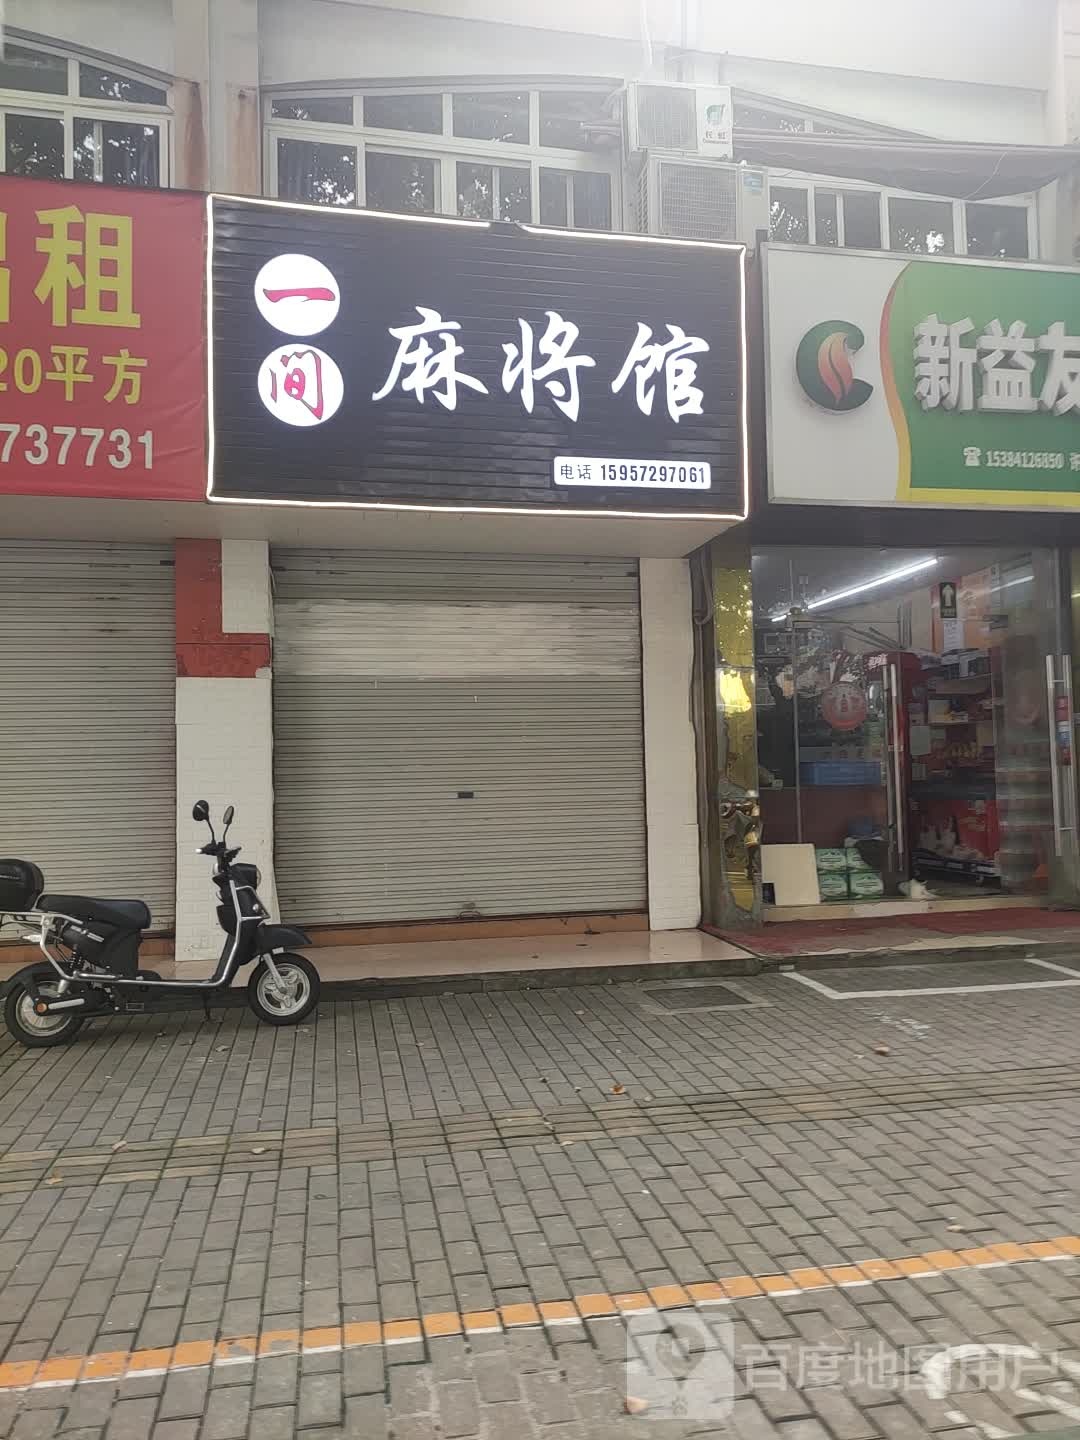 租
20平方
737731
一间
麻将馆
电话 15957297061
新益友
15384126850
百度地图用户